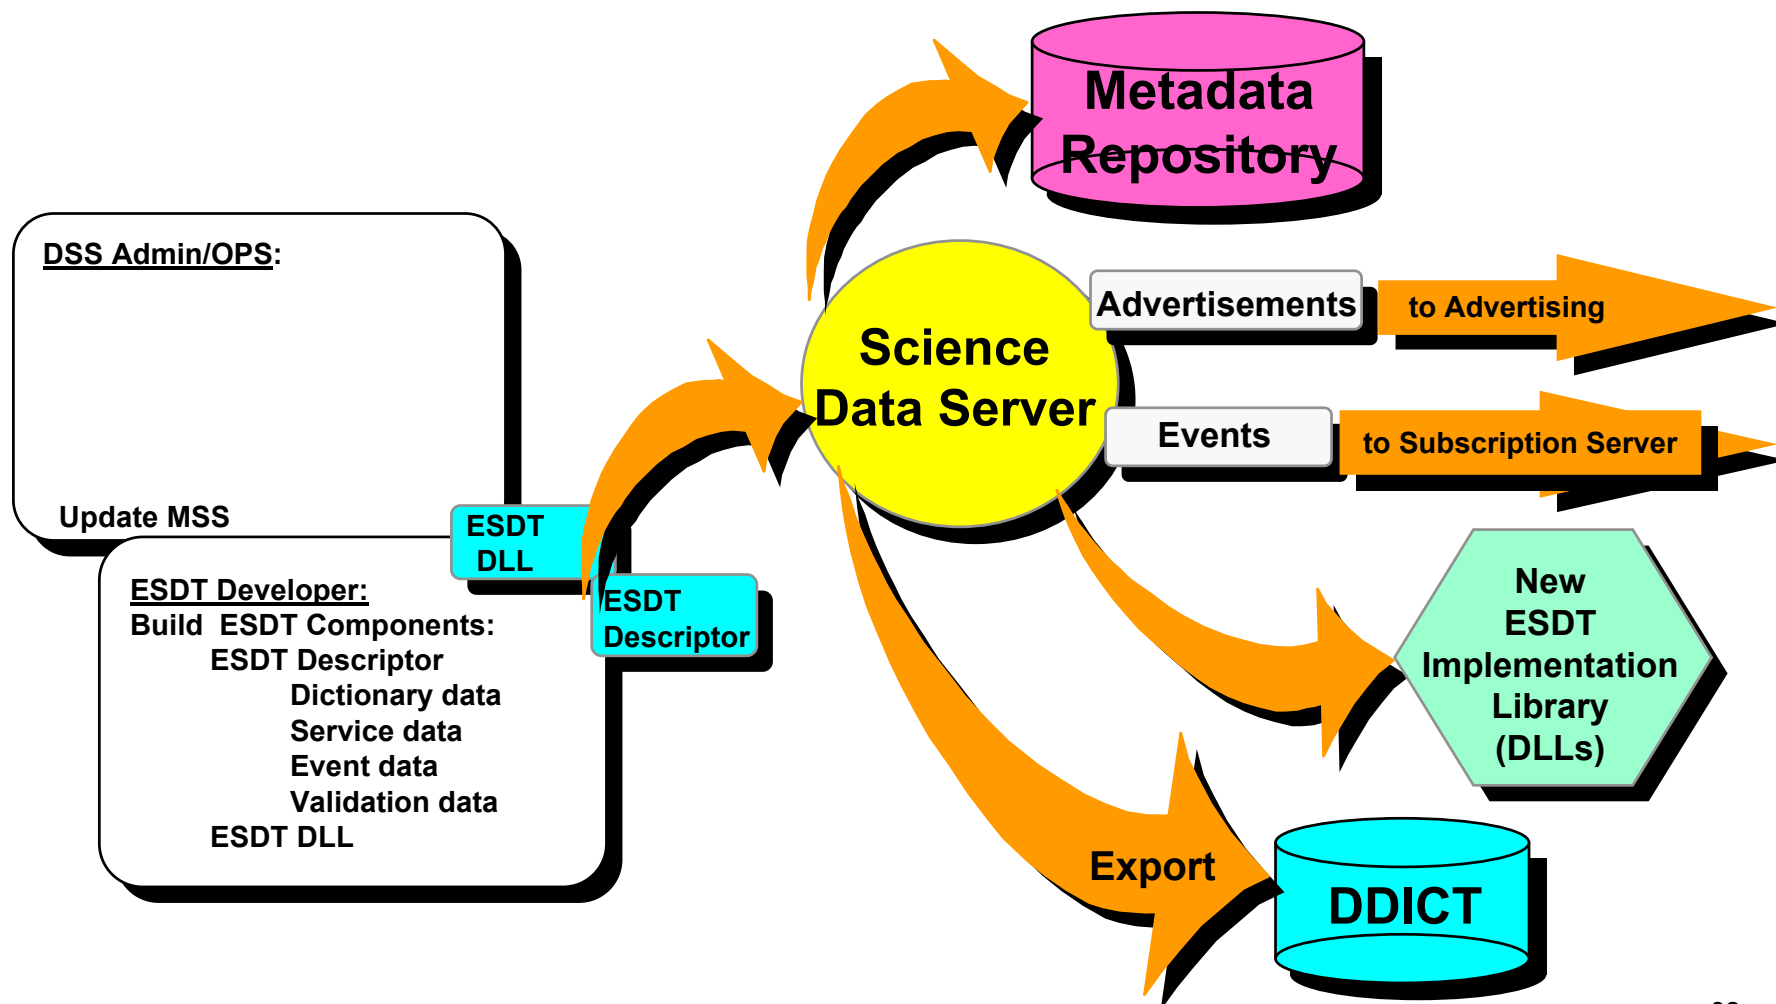 Metadata
Repository
DSS Admin/OPS:
Update MSS
ESDT
DLL
ESDT
Descriptor
ESDT Developer:
Build ESDT Components:
ESDT Descriptor
Dictionary data
Service data
Event data
Validation data
ESDT DLL
Science
Data Server
Advertisements
to Advertising
Events
to Subscription Server
New
ESDT
Implementation
Library
(DLLs)
Export
DDICT